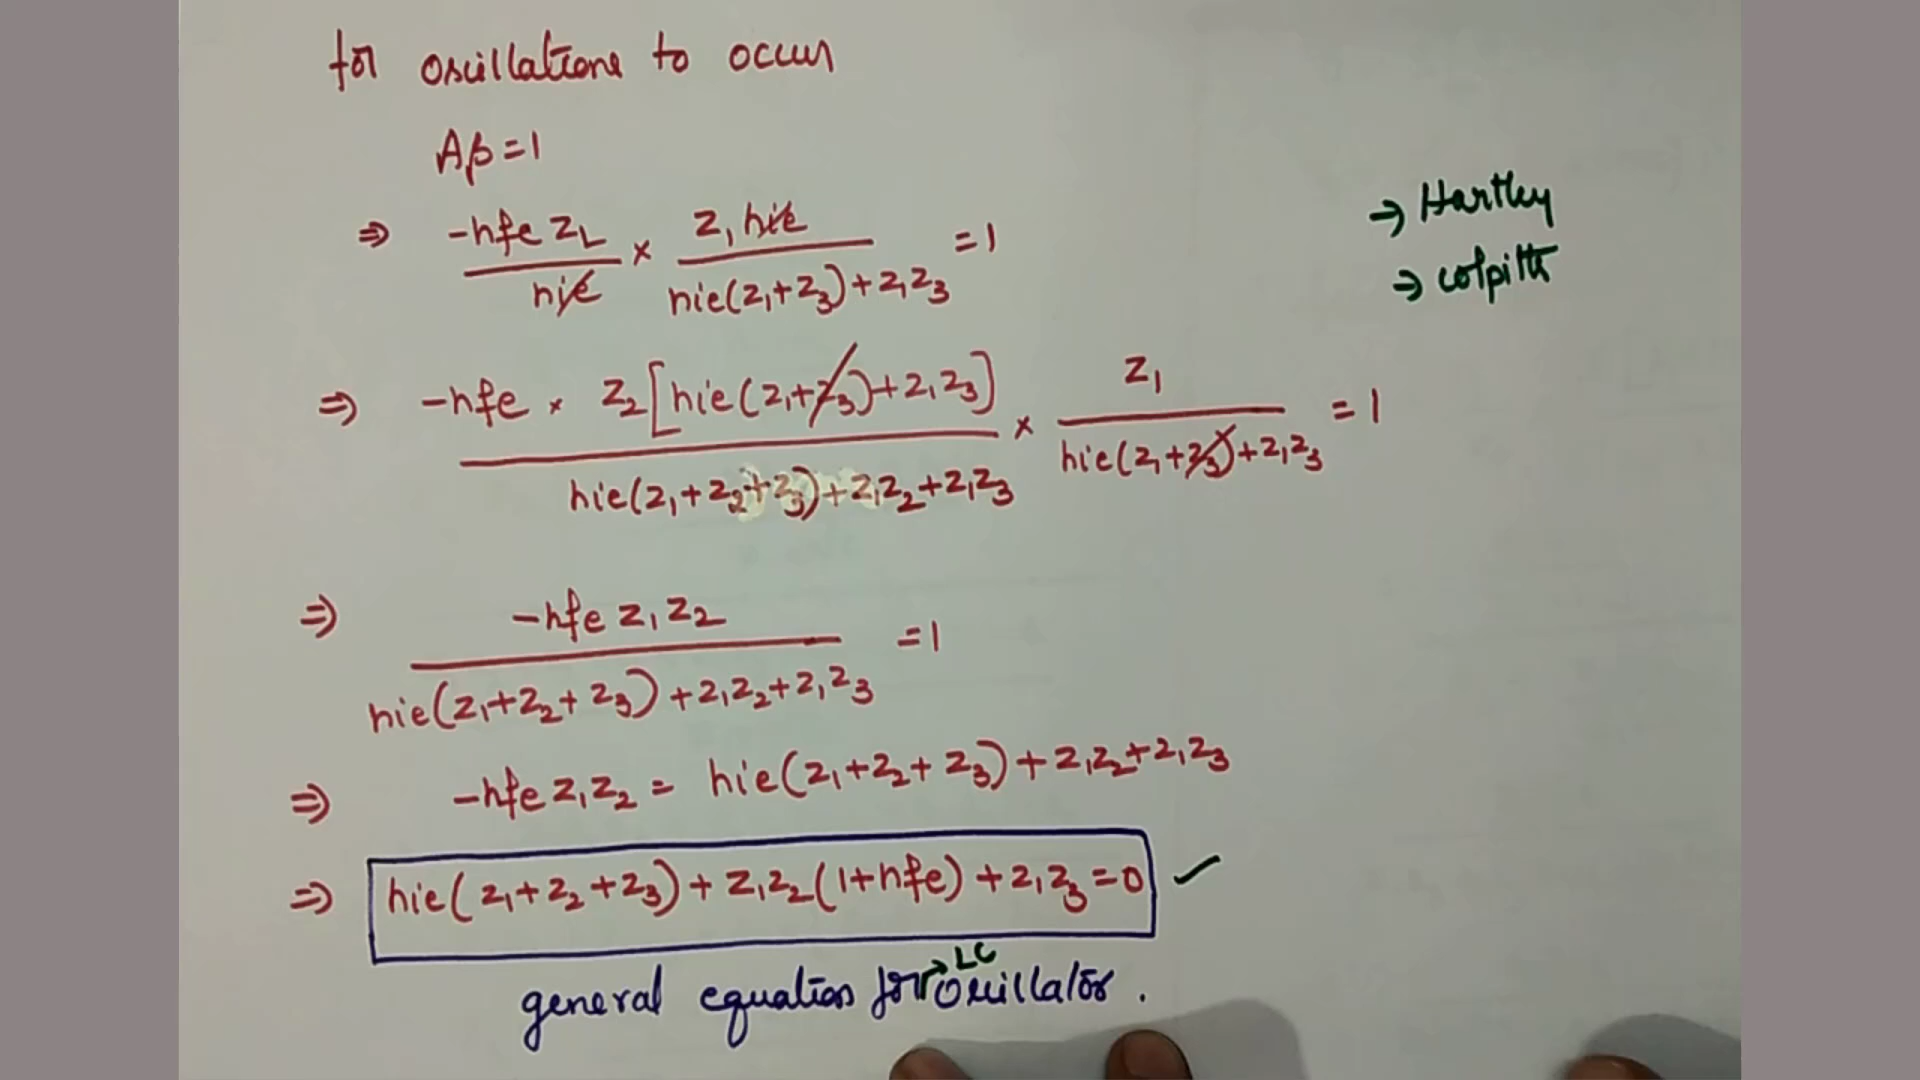 for oscillations to occur
Aβ=1
⇒ -hfe ZL / hie × Z1 hie / hie(Z1+Z3)+Z1Z3 =1
→ Hartley
→ colpitts
⇒ -hfe × Z2[hie(Z1+Z3)+Z1Z3] / hie(Z1+Z2+Z3)+Z1Z2+Z1Z3 × Z1 / hie(Z1+Z3)+Z1Z3 = 1
⇒ -hfe Z1Z2 / hie(Z1+Z2+Z3)+Z1Z2+Z1Z3 =1
⇒ -hfe Z1Z2 = hie(Z1+Z2+Z3)+Z1Z2+Z1Z3
⇒ hie(Z1+Z2+Z3)+Z1Z2(1+hfe)+Z1Z3=0 ✓
general equation for → LC oscillator.